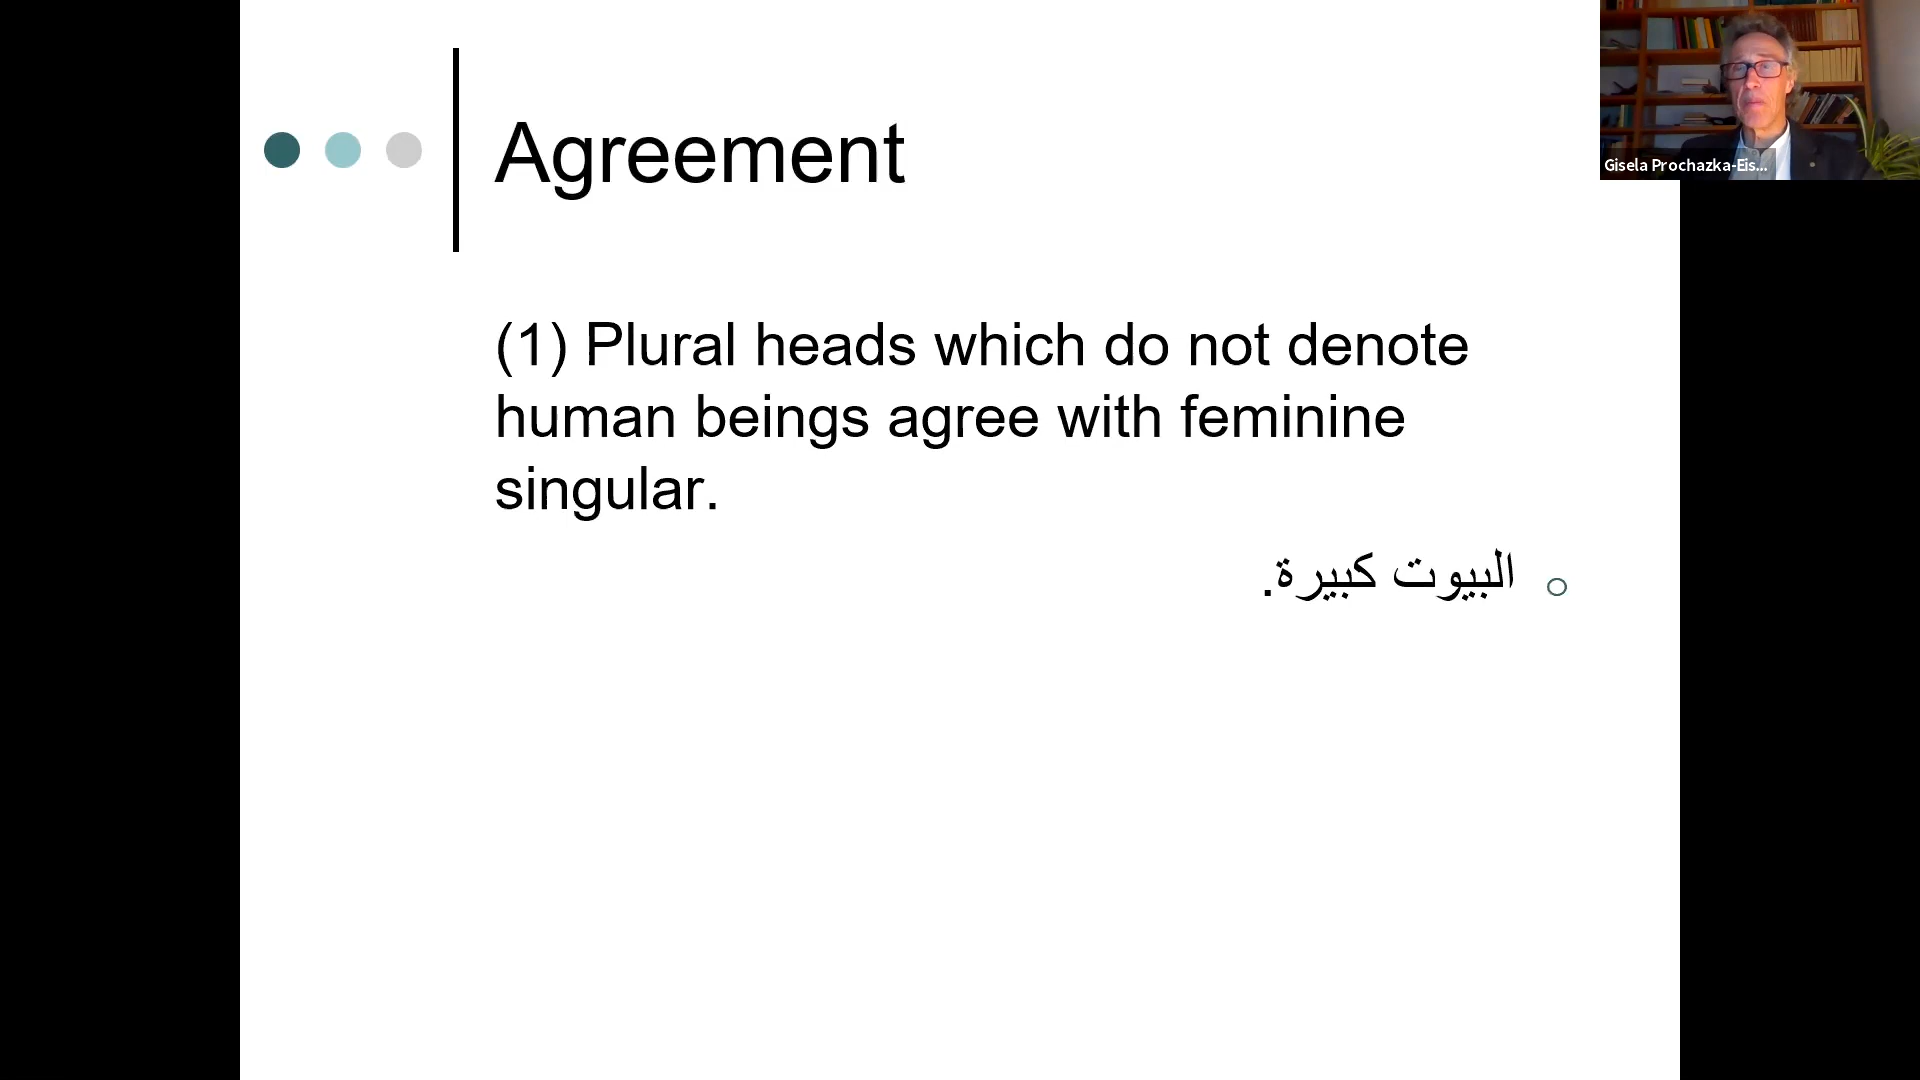 Agreement
(1) Plural heads which do not denote
human beings agree with feminine
singular.
البيوت كبيرة.
Gisela Prochazka-Eis...